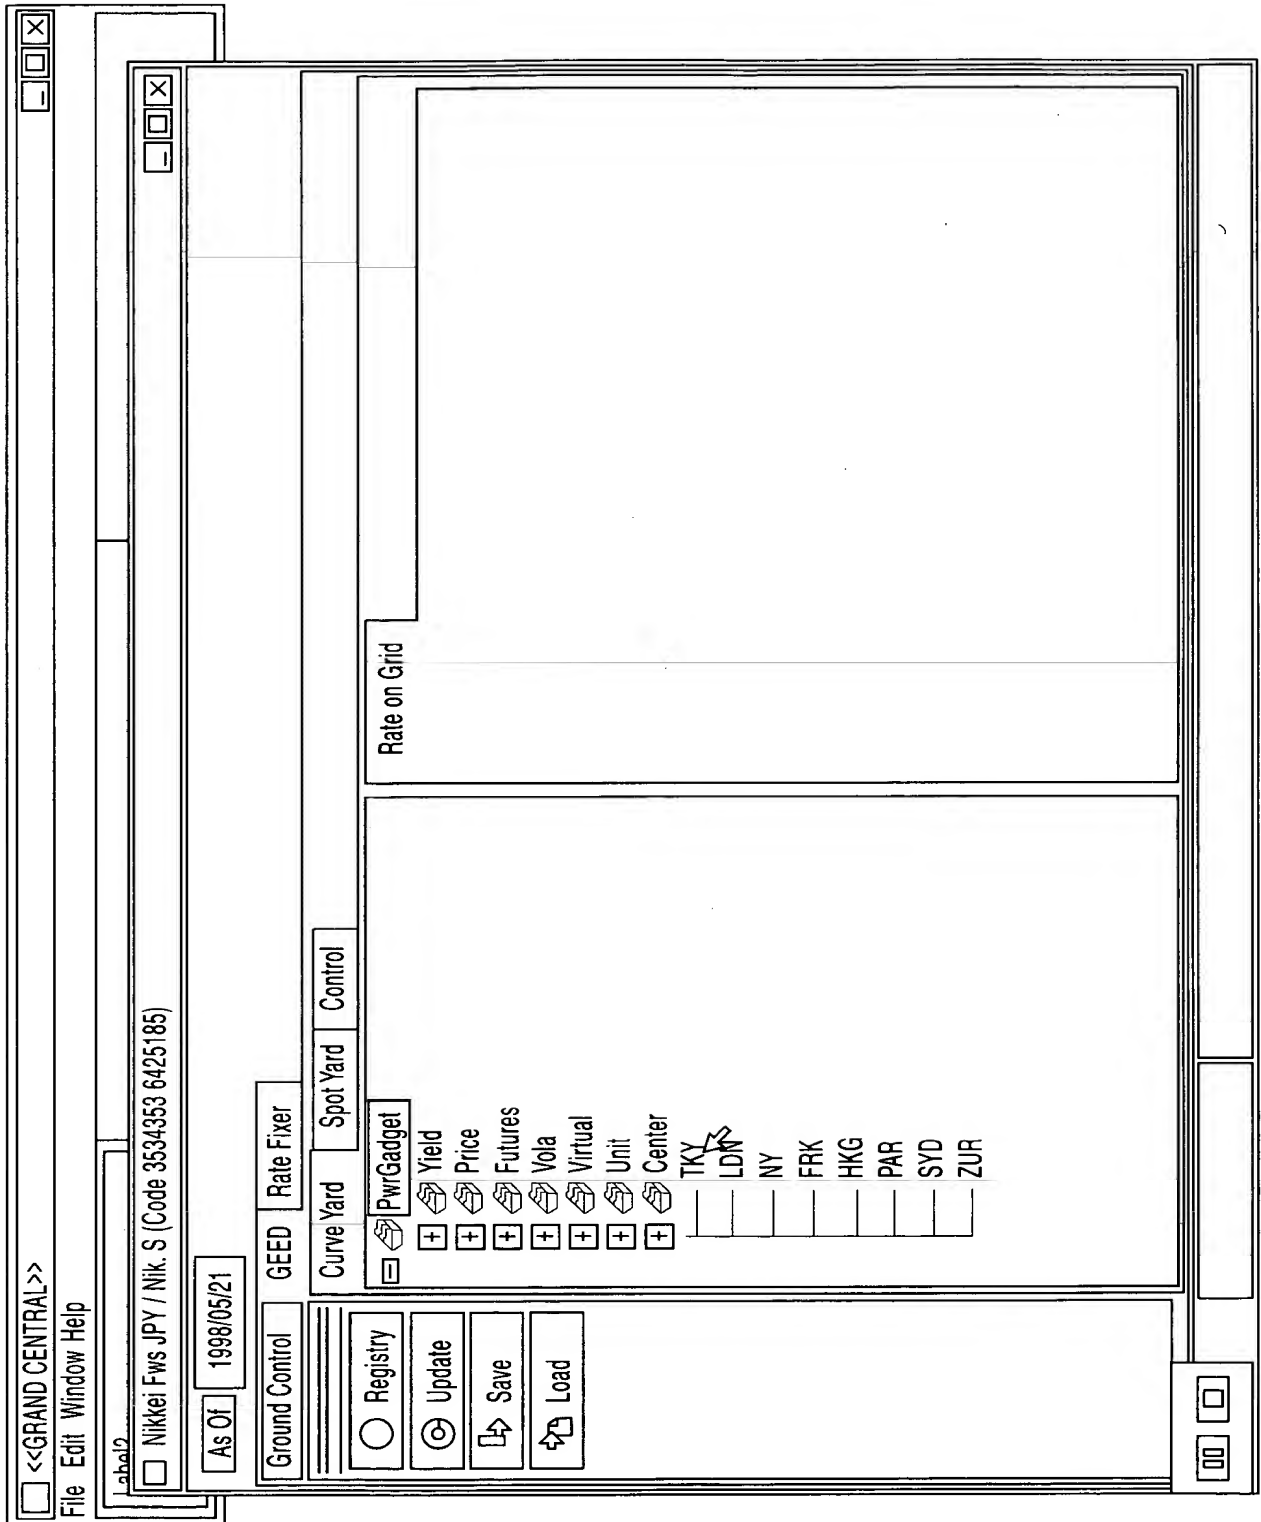 <<GRAND CENTRAL>>
File Edit Window Help
Label2
Nikkei Fws JPY / Nik. S (Code 3534353 6425185)
As Of 1998/05/21
Ground Control GEED Rate Fixer
Curve Yard Spot Yard Control
Registry
Update
Save
Load
PwrGadget
Yield
Price
Futures
Vola
Virtual
Unit
Center
TKY
LDN
NY
FRK
HKG
PAR
SYD
ZUR
Rate on Grid